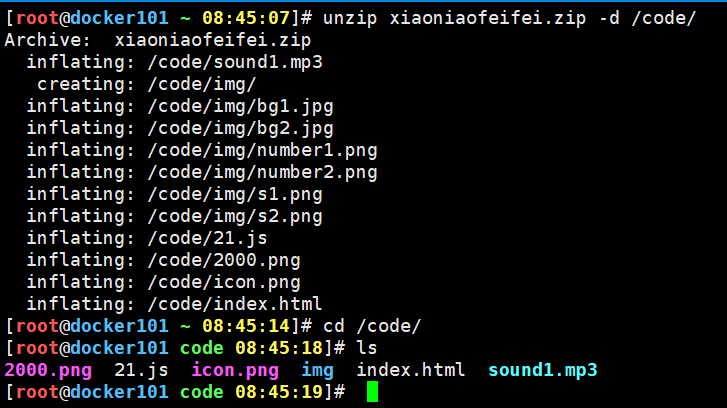 [root@docker101 ~ 08:45:07]# unzip xiaoniaofeifei.zip -d /code/
Archive:  xiaoniaofeifei.zip
  inflating: /code/sound1.mp3
   creating: /code/img/
  inflating: /code/img/bg1.jpg
  inflating: /code/img/bg2.jpg
  inflating: /code/img/number1.png
  inflating: /code/img/number2.png
  inflating: /code/img/s1.png
  inflating: /code/img/s2.png
  inflating: /code/21.js
  inflating: /code/2000.png
  inflating: /code/icon.png
  inflating: /code/index.html
[root@docker101 ~ 08:45:14]# cd /code/
[root@docker101 code 08:45:18]# ls
2000.png  21.js  icon.png  img  index.html  sound1.mp3
[root@docker101 code 08:45:19]#